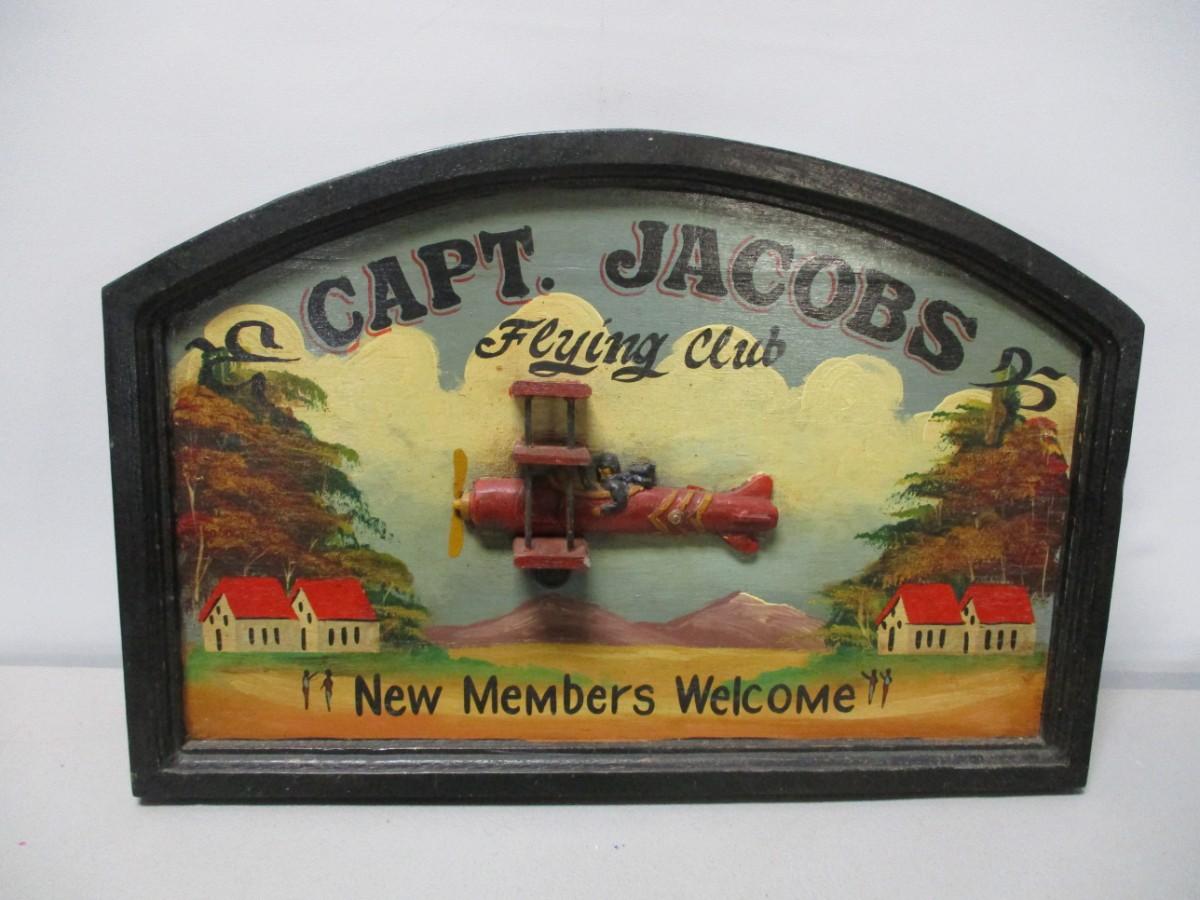 CAPT. JACOBS
Flying Club
New Members Welcome